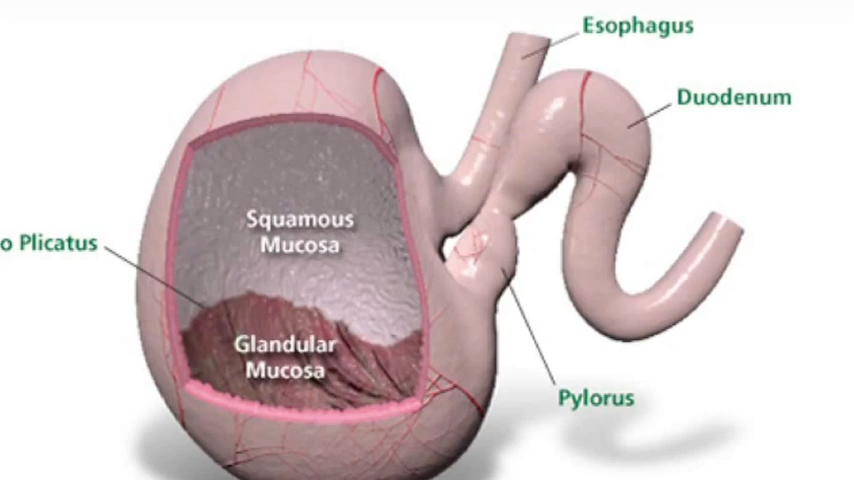 Esophagus
Duodenum
Squamous
Mucosa
o Plicatus
Glandular
Mucosa
Pylorus